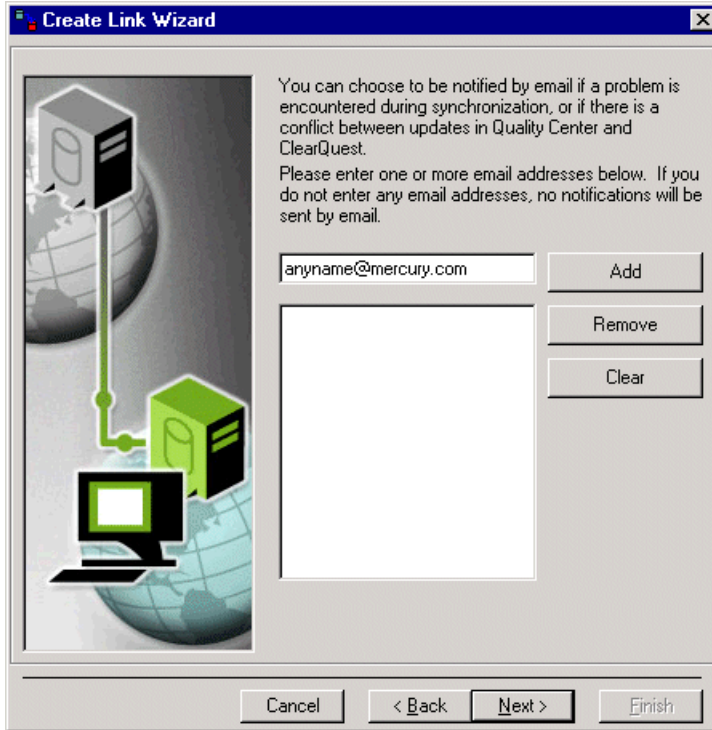 Create Link Wizard
You can choose to be notified by email if a problem is
encountered during synchronization, or if there is a
conflict between updates in Quality Center and
ClearQuest.
Please enter one or more email addresses below.  If you
do not enter any email addresses, no notifications will be
sent by email.
anyname@mercury.com
Add
Remove
Clear
Cancel
< Back
Next >
Finish